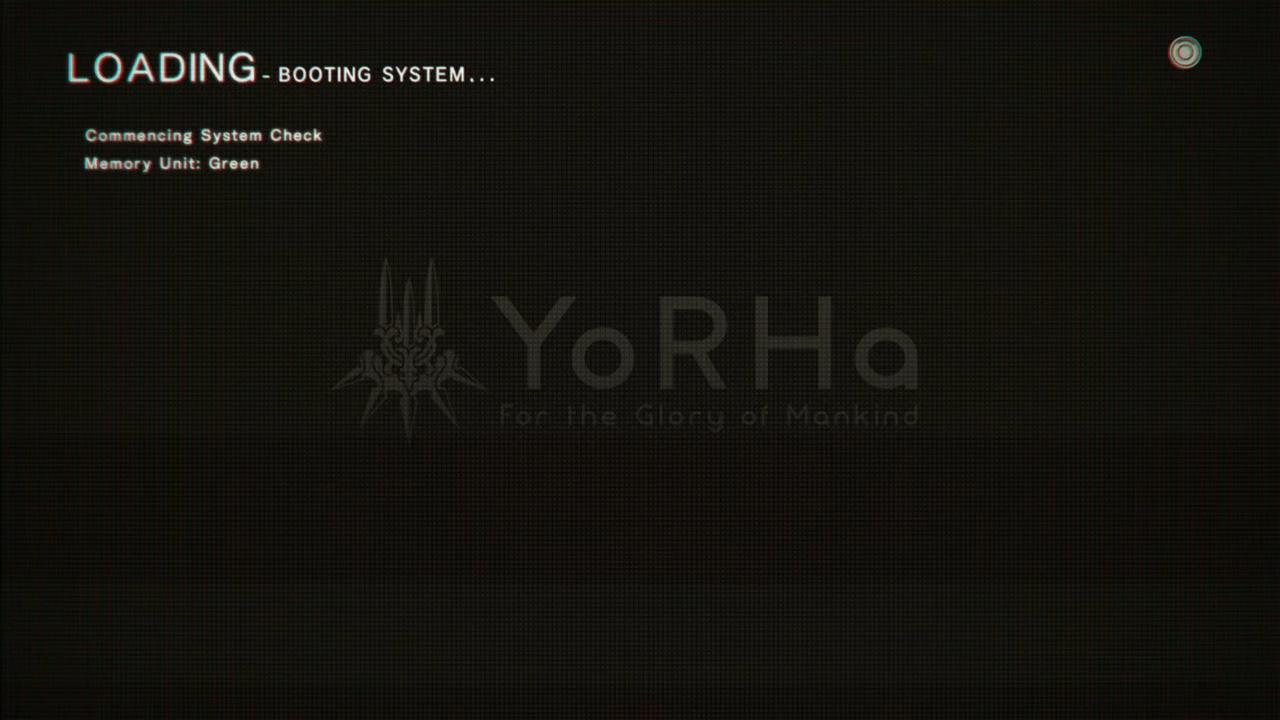 LOADING - BOOTING SYSTEM...
Commencing System Check
Memory Unit: Green
YoRHa
For the Glory of Mankind